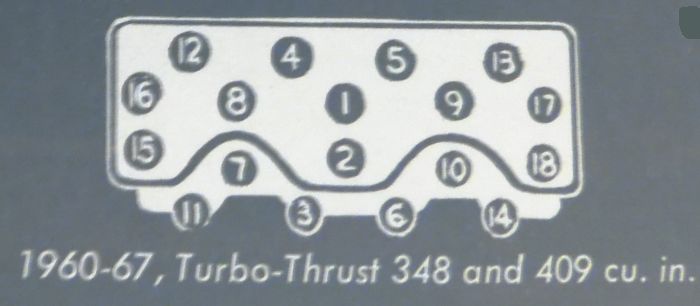 12 4 5 13
16 8 1 9 17
15 7 2 10 18
11 3 6 14
1960-67, Turbo-Thrust 348 and 409 cu. in.